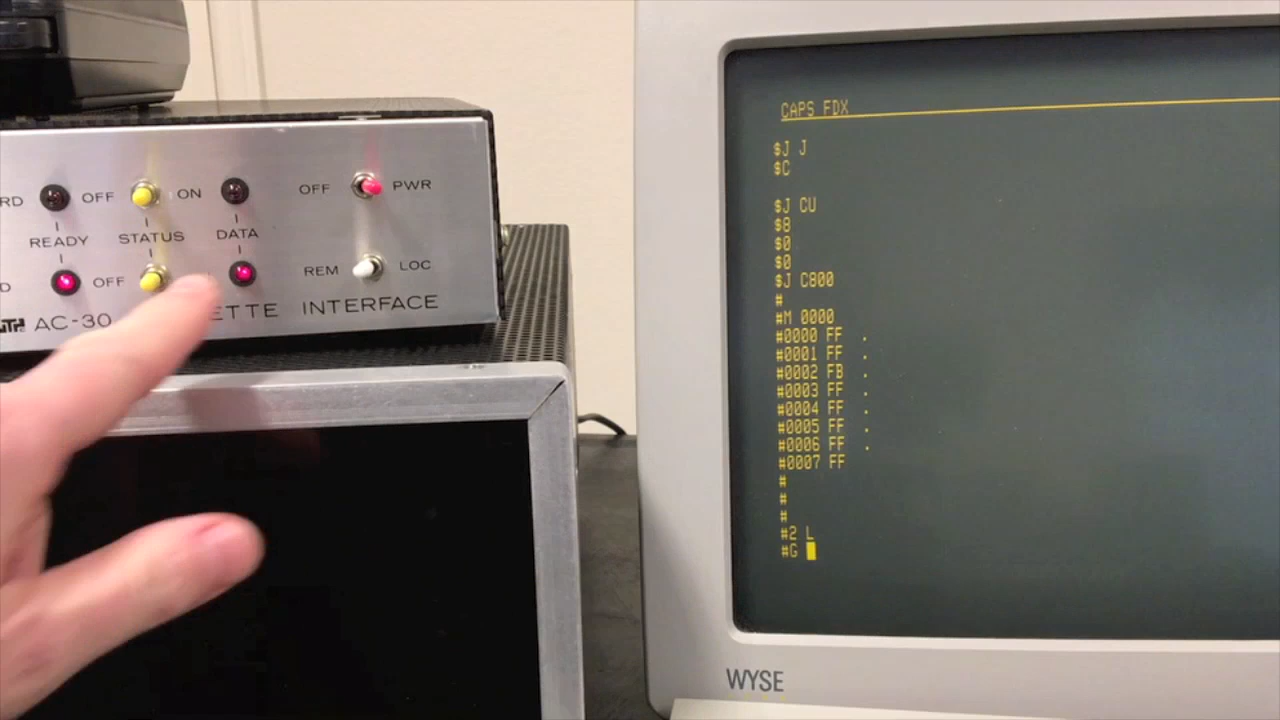 OFF ON OFF PWR
READY STATUS DATA
OFF REM LOC
AC-30 INTERFACE
CAPS FDX
$J J
$C
$J CU
$8
$0
$0
$J C800
#
#M 0000
#0000 FF .
#0001 FF .
#0002 FB .
#0003 FF .
#0004 FF .
#0005 FF .
#0006 FF .
#0007 FF
#
#
#
#2 L
#G
WYSE